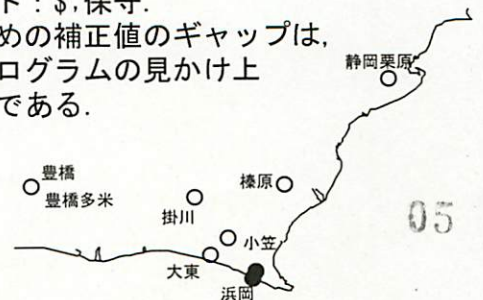 ド：$,保守.
めの補正値のギャップは,
ログラムの見かけ上
である.
静岡栗原
豊橋
豊橋多米
榛原
掛川
小笠
大東
浜岡
05